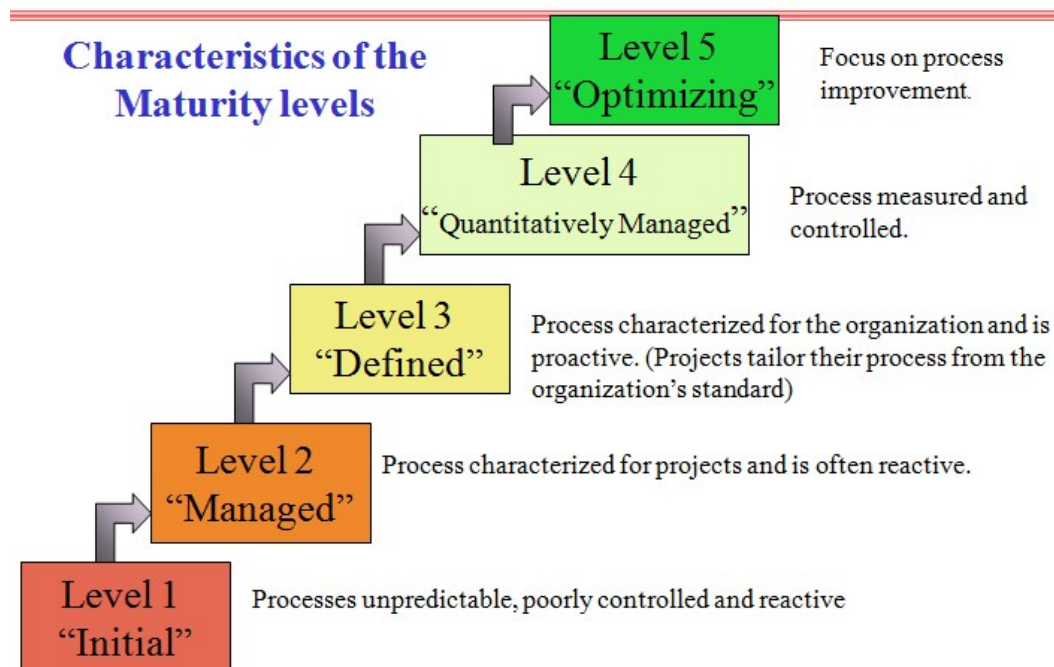 Characteristics of the
Maturity levels
Level 5
“Optimizing”
Focus on process
improvement.
Level 4
“Quantitatively Managed”
Process measured and
controlled.
Level 3
“Defined”
Process characterized for the organization and is
proactive. (Projects tailor their process from the
organization’s standard)
Level 2
“Managed”
Process characterized for projects and is often reactive.
Level 1
“Initial”
Processes unpredictable, poorly controlled and reactive